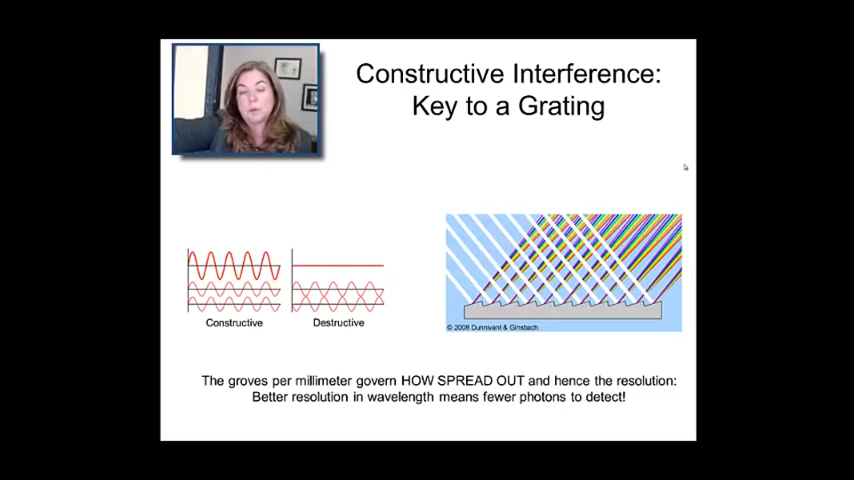 Constructive Interference:
Key to a Grating
Constructive
Destructive
© 2008 Dunnivant & Ginsbach
The groves per millimeter govern HOW SPREAD OUT and hence the resolution:
Better resolution in wavelength means fewer photons to detect!